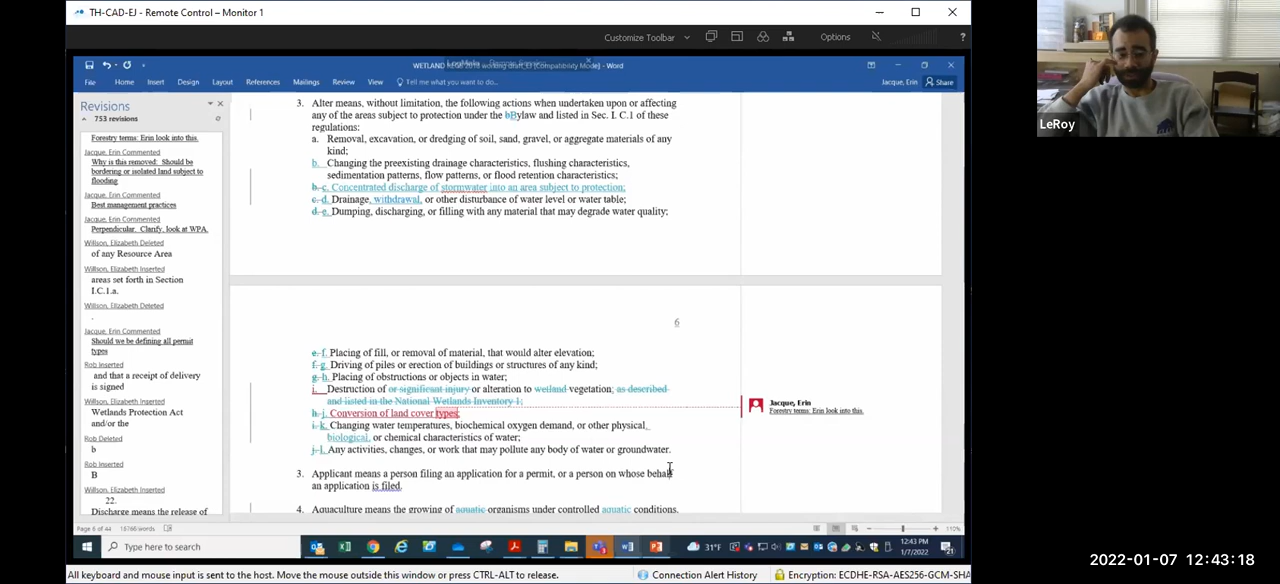 TH-CAD-EJ - Remote Control - Monitor 1
Customize Toolbar
Options
?
WETLAND
working draft_EJ [Compatibility Mode] - Word
File Home Insert Design Layout References Mailings Review View Tell me what you want to do...
Jacque, Erin Share
Revisions
753 revisions
Forestry terms: Erin look into this.
Jacque, Erin Commented
Why is this removed: Should be
bordering or isolated land subject to
flooding
Jacque, Erin Commented
Best management practices
Jacque, Erin Commented
Perpendicular. Clarify, look at WPA.
Willson, Elizabeth Deleted
of any Resource Area
Willson, Elizabeth Inserted
areas set forth in Section
I.C.1.a.
Willson, Elizabeth Deleted
.
Jacque, Erin Commented
Should we be defining all permit
types
Rob Inserted
and that a receipt of delivery
is signed
Willson, Elizabeth Inserted
Wetlands Protection Act
and/or the
Rob Deleted
b
Rob Inserted
B
Willson, Elizabeth Inserted
22.
Discharge means the release of
3. Alter means, without limitation, the following actions when undertaken upon or affecting
any of the areas subject to protection under the bBylaw and listed in Sec. I. C.1 of these
regulations:
a. Removal, excavation, or dredging of soil, sand, gravel, or aggregate materials of any
kind;
b. Changing the preexisting drainage characteristics, flushing characteristics,
sedimentation patterns, flow patterns, or flood retention characteristics;
b. c. Concentrated discharge of stormwater into an area subject to protection;
c. d. Drainage, withdrawal, or other disturbance of water level or water table;
d. e. Dumping, discharging, or filling with any material that may degrade water quality;
6
e. f. Placing of fill, or removal of material, that would alter elevation;
f. g. Driving of piles or erection of buildings or structures of any kind;
g. h. Placing of obstructions or objects in water;
i. Destruction of or significant injury or alteration to wetland vegetation; as described
and listed in the National Wetlands Inventory 1;
h. j. Conversion of land cover types;
i. k. Changing water temperatures, biochemical oxygen demand, or other physical,
biological, or chemical characteristics of water;
j. l. Any activities, changes, or work that may pollute any body of water or groundwater.
3. Applicant means a person filing an application for a permit, or a person on whose behalf
an application is filed.
4. Aquaculture means the growing of aquatic organisms under controlled aquatic conditions.
Jacque, Erin
Forestry terms: Erin look into this.
Page 6 of 44 18766 words
110%
Type here to search
31°F
12:43 PM
1/7/2022
21
All keyboard and mouse input is sent to the host. Move the mouse outside this window or press CTRL-ALT to release.
Connection Alert History
Encryption: ECDHE-RSA-AES256-GCM-SHA
LeRoy
2022-01-07 12:43:18